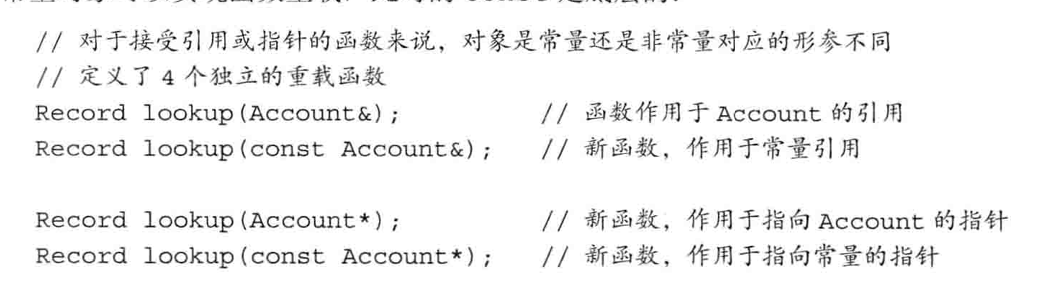 // 对于接受引用或指针的函数来说，对象是常量还是非常量对应的形参不同
// 定义了 4 个独立的重载函数
Record lookup(Account&); // 函数作用于 Account 的引用
Record lookup(const Account&); // 新函数，作用于常量引用
Record lookup(Account*); // 新函数，作用于指向 Account 的指针
Record lookup(const Account*); // 新函数，作用于指向常量的指针